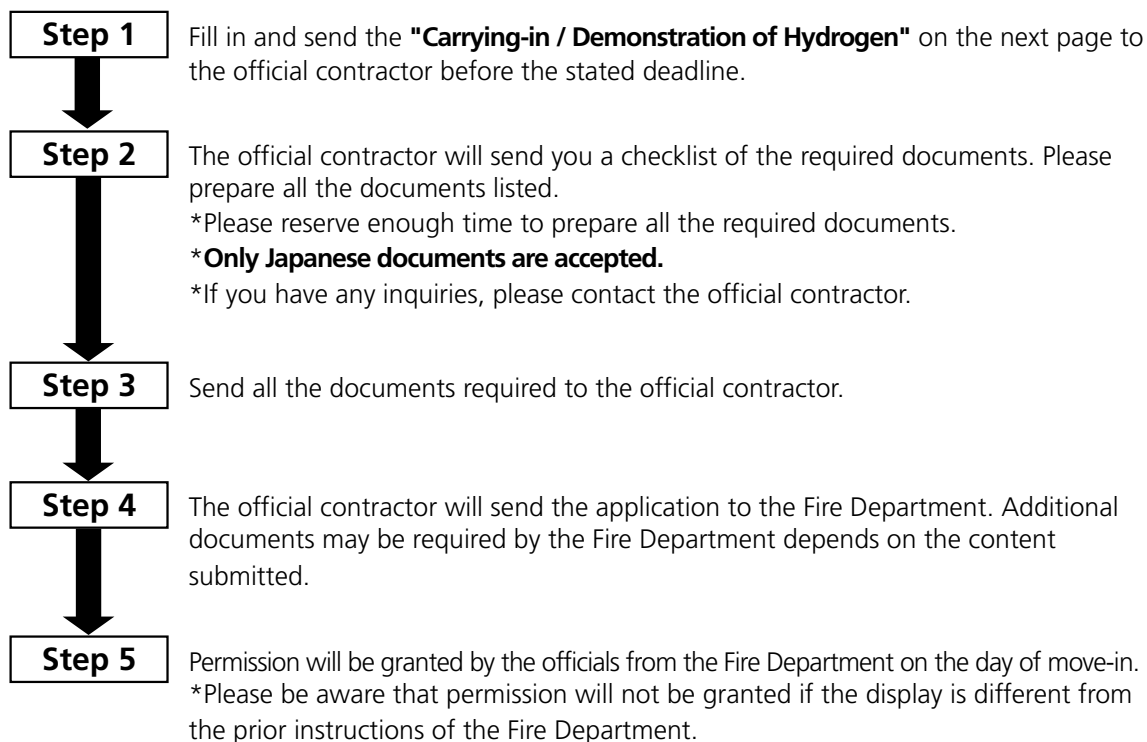 Step 1
Fill in and send the "Carrying-in / Demonstration of Hydrogen" on the next page to
the official contractor before the stated deadline.
Step 2
The official contractor will send you a checklist of the required documents. Please
prepare all the documents listed.
*Please reserve enough time to prepare all the required documents.
*Only Japanese documents are accepted.
*If you have any inquiries, please contact the official contractor.
Step 3
Send all the documents required to the official contractor.
Step 4
The official contractor will send the application to the Fire Department. Additional
documents may be required by the Fire Department depends on the content
submitted.
Step 5
Permission will be granted by the officials from the Fire Department on the day of move-in.
*Please be aware that permission will not be granted if the display is different from
the prior instructions of the Fire Department.